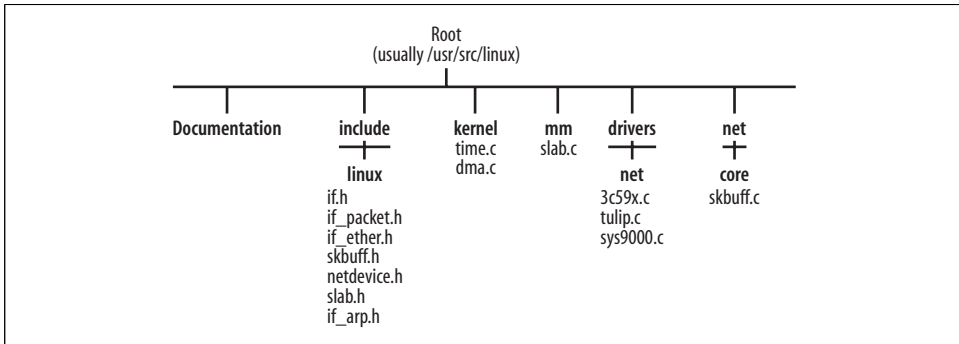 Root
(usually /usr/src/linux)
Documentation
include
linux
if.h
if_packet.h
if_ether.h
skbuff.h
netdevice.h
slab.h
if_arp.h
kernel
time.c
dma.c
mm
slab.c
drivers
net
3c59x.c
tulip.c
sys9000.c
net
core
skbuff.c